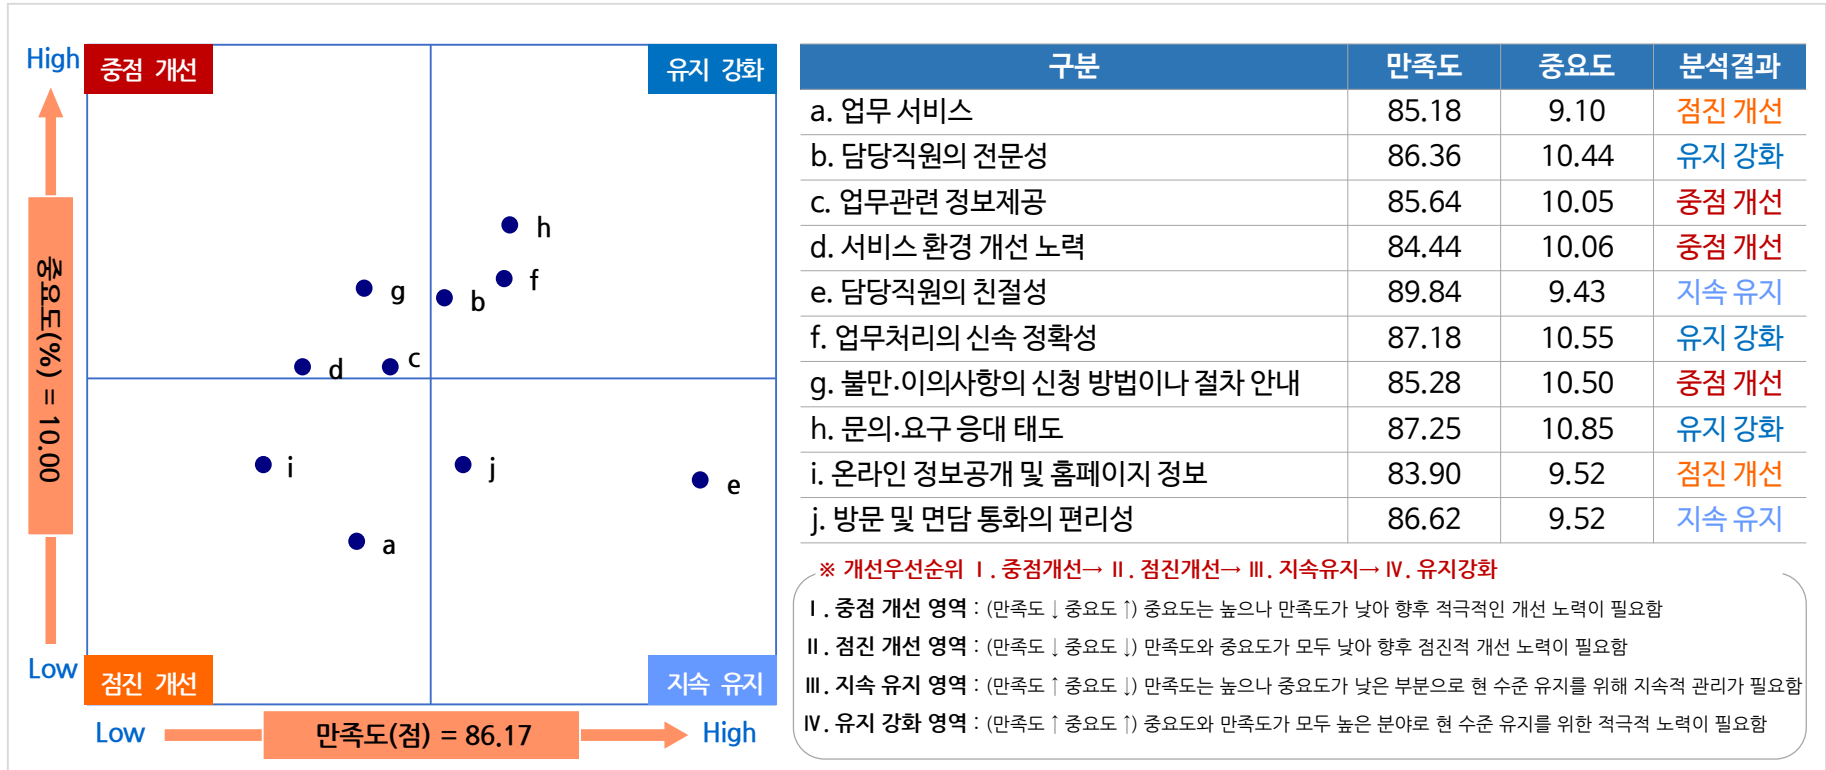 High
중점 개선
유지 강화
h
f
g
b
c
d
i
j
e
a
중요도(%) = 10.00
Low
점진 개선
지속 유지
Low
만족도(점) = 86.17
High
구분 만족도 중요도 분석결과
a. 업무 서비스 85.18 9.10 점진 개선
b. 담당직원의 전문성 86.36 10.44 유지 강화
c. 업무관련 정보제공 85.64 10.05 중점 개선
d. 서비스 환경 개선 노력 84.44 10.06 중점 개선
e. 담당직원의 친절성 89.84 9.43 지속 유지
f. 업무처리의 신속 정확성 87.18 10.55 유지 강화
g. 불만·이의사항의 신청 방법이나 절차 안내 85.28 10.50 중점 개선
h. 문의·요구 응대 태도 87.25 10.85 유지 강화
i. 온라인 정보공개 및 홈페이지 정보 83.90 9.52 점진 개선
j. 방문 및 면담 통화의 편리성 86.62 9.52 지속 유지
※ 개선우선순위 Ⅰ. 중점개선→ Ⅱ. 점진개선→ Ⅲ. 지속유지→ Ⅳ. 유지강화
Ⅰ. 중점 개선 영역 : (만족도↓ 중요도↑) 중요도는 높으나 만족도가 낮아 향후 적극적인 개선 노력이 필요함
Ⅱ. 점진 개선 영역 : (만족도↓ 중요도↓) 만족도와 중요도가 모두 낮아 향후 점진적 개선 노력이 필요함
Ⅲ. 지속 유지 영역 : (만족도↑ 중요도↓) 만족도는 높으나 중요도가 낮은 부분으로 현 수준 유지를 위해 지속적 관리가 필요함
Ⅳ. 유지 강화 영역 : (만족도↑ 중요도↑) 중요도와 만족도가 모두 높은 분야로 현 수준 유지를 위한 적극적 노력이 필요함